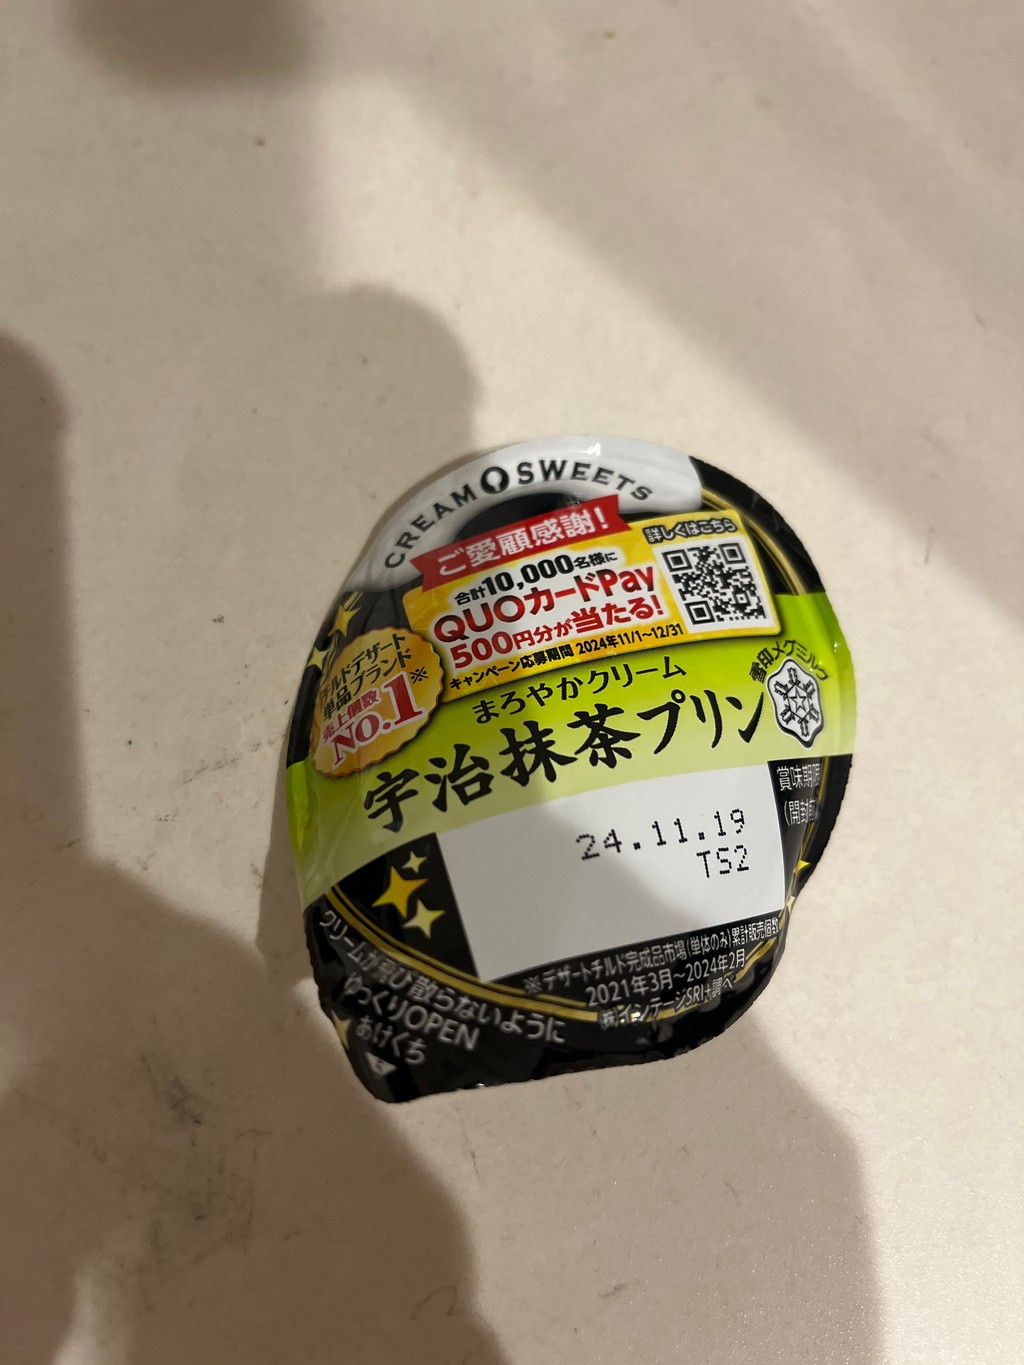 CREAM SWEETS
ご愛顧感謝!
合計10,000名様に
QUOカードPay
500円分が当たる!
キャンペーン応募期間 2024年11/1~12/31
詳しくはこちら
チルドデザート
単品ブランド※
売上個数
NO.1
雪印メグミルク
まろやかクリーム
宇治抹茶プリン
賞味期限
(開封前)
24.11.19
TS2
※デザートチルド完成品市場(単体のみ)累計販売個数
2021年3月~2024年2月
(株)インテージSRI+調べ
クリームが飛び散らないように
ゆっくりOPEN
あけくち